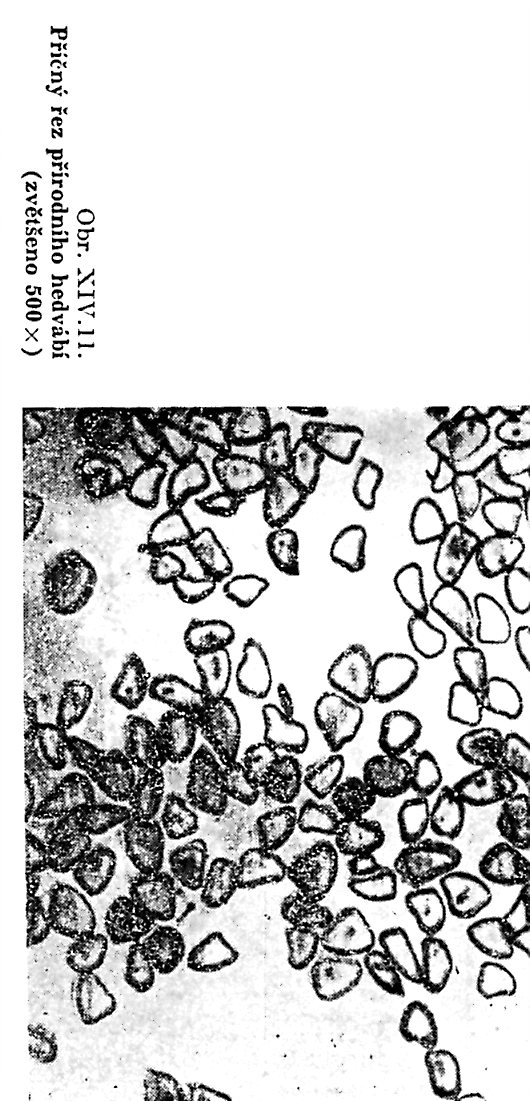 Obr. XIV.11.
Příčný řez přírodního hedvábí
(zvětšeno 500×)